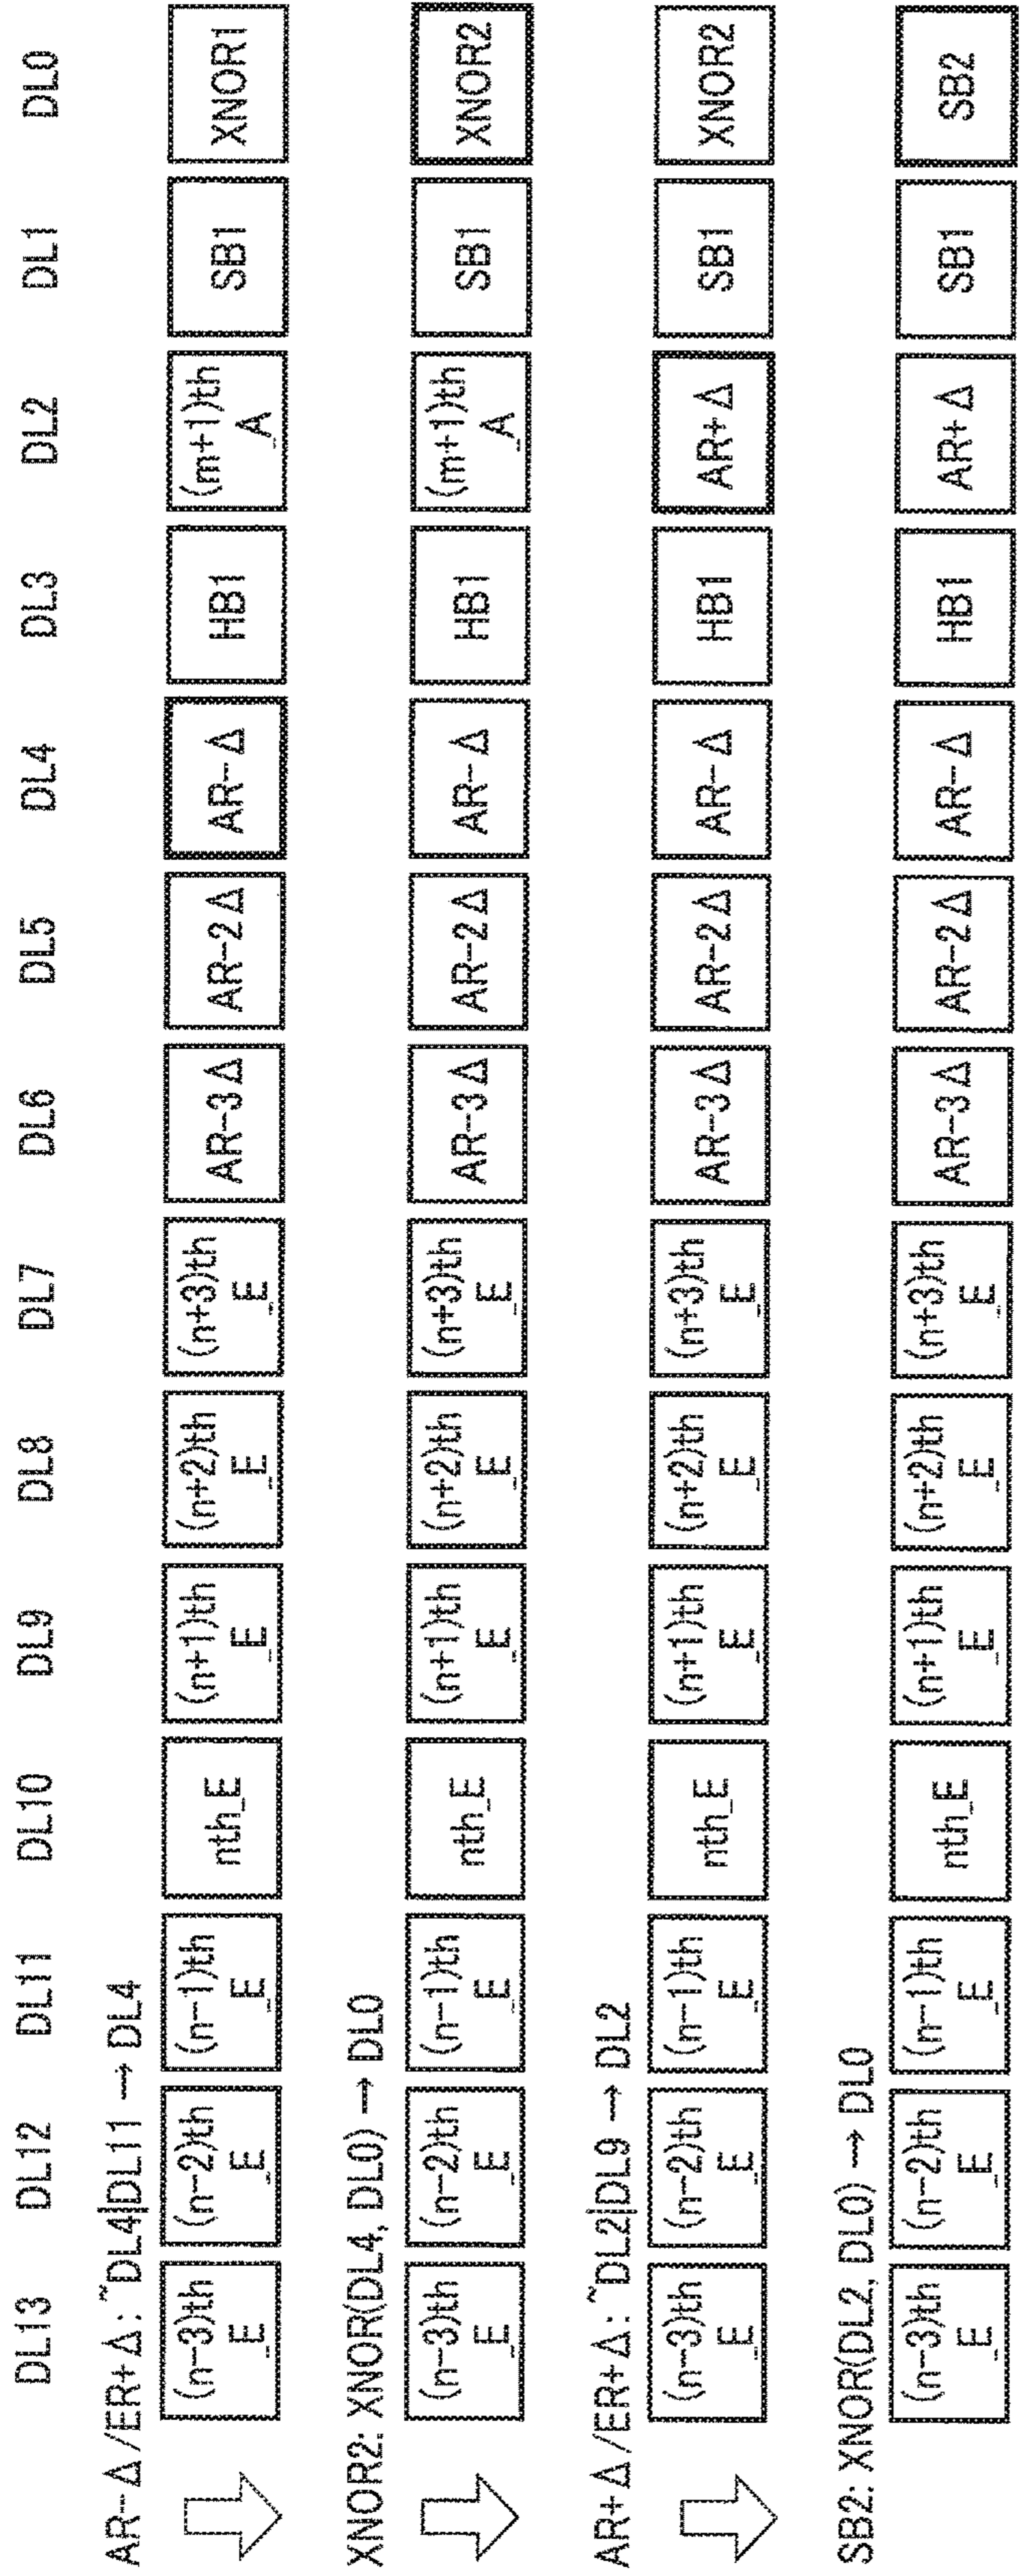 DL13 DL12 DL11 DL10 DL9 DL8 DL7 DL6 DL5 DL4 DL3 DL2 DL1 DL0
AR-Δ/ER+Δ: ~DL4|DL11 → DL4
(n-3)th_E (n-2)th_E (n-1)th_E nth_E (n+1)th_E (n+2)th_E (n+3)th_E AR-3Δ AR-2Δ AR-Δ HB1 (m+1)th_A SB1 XNOR1
XNOR2: XNOR(DL4, DL0) → DL0
(n-3)th_E (n-2)th_E (n-1)th_E nth_E (n+1)th_E (n+2)th_E (n+3)th_E AR-3Δ AR-2Δ AR-Δ HB1 (m+1)th_A SB1 XNOR2
AR+Δ/ER+Δ: ~DL2|DL9 → DL2
(n-3)th_E (n-2)th_E (n-1)th_E nth_E (n+1)th_E (n+2)th_E (n+3)th_E AR-3Δ AR-2Δ AR-Δ HB1 AR+Δ SB1 XNOR2
SB2: XNOR(DL2, DL0) → DL0
(n-3)th_E (n-2)th_E (n-1)th_E nth_E (n+1)th_E (n+2)th_E (n+3)th_E AR-3Δ AR-2Δ AR-Δ HB1 AR+Δ SB1 SB2